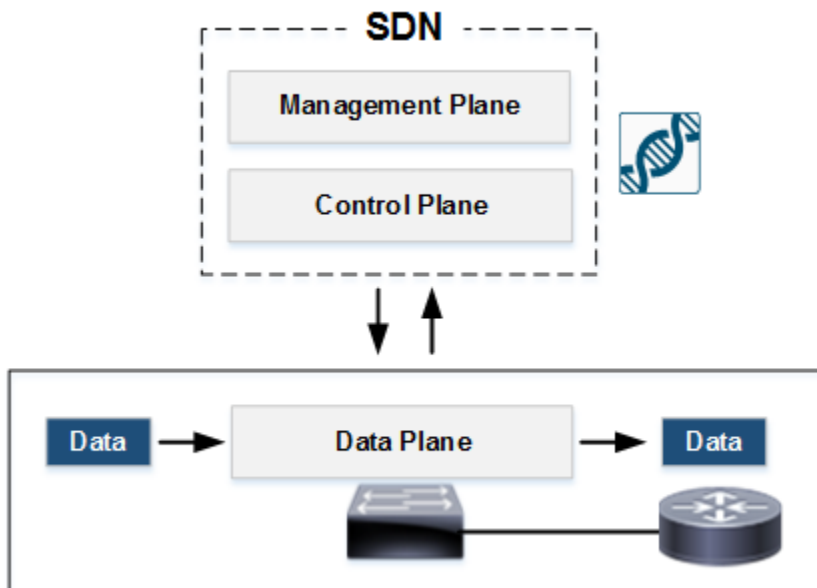 SDN
Management Plane
Control Plane
Data
Data Plane
Data